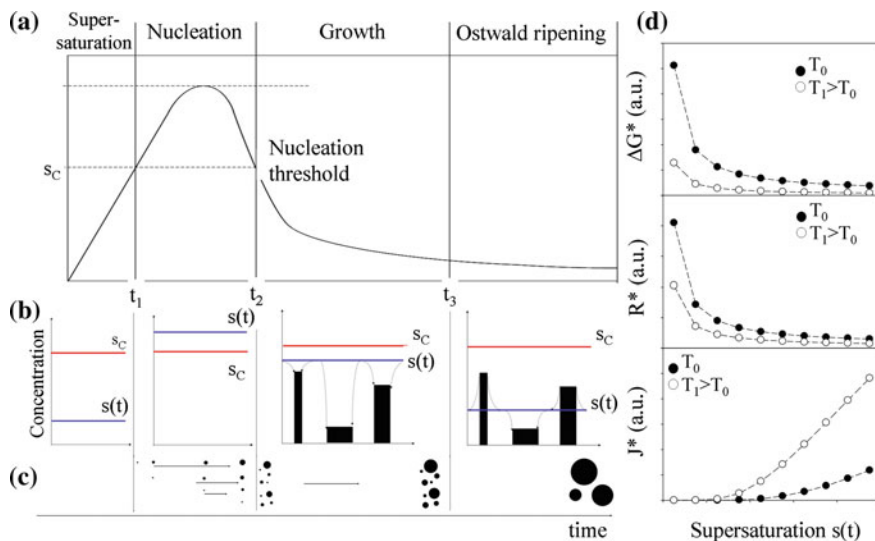 (a)
Super-
saturation
Nucleation
Growth
Ostwald ripening
s_C
Nucleation
threshold
t_1
t_2
t_3
(b)
Concentration
s_C
s(t)
s(t)
s_C
s_C
s(t)
s_C
s(t)
(c)
time
(d)
ΔG* (a.u.)
T_0
T_1>T_0
R* (a.u.)
T_0
T_1>T_0
J* (a.u.)
T_0
T_1>T_0
Supersaturation s(t)